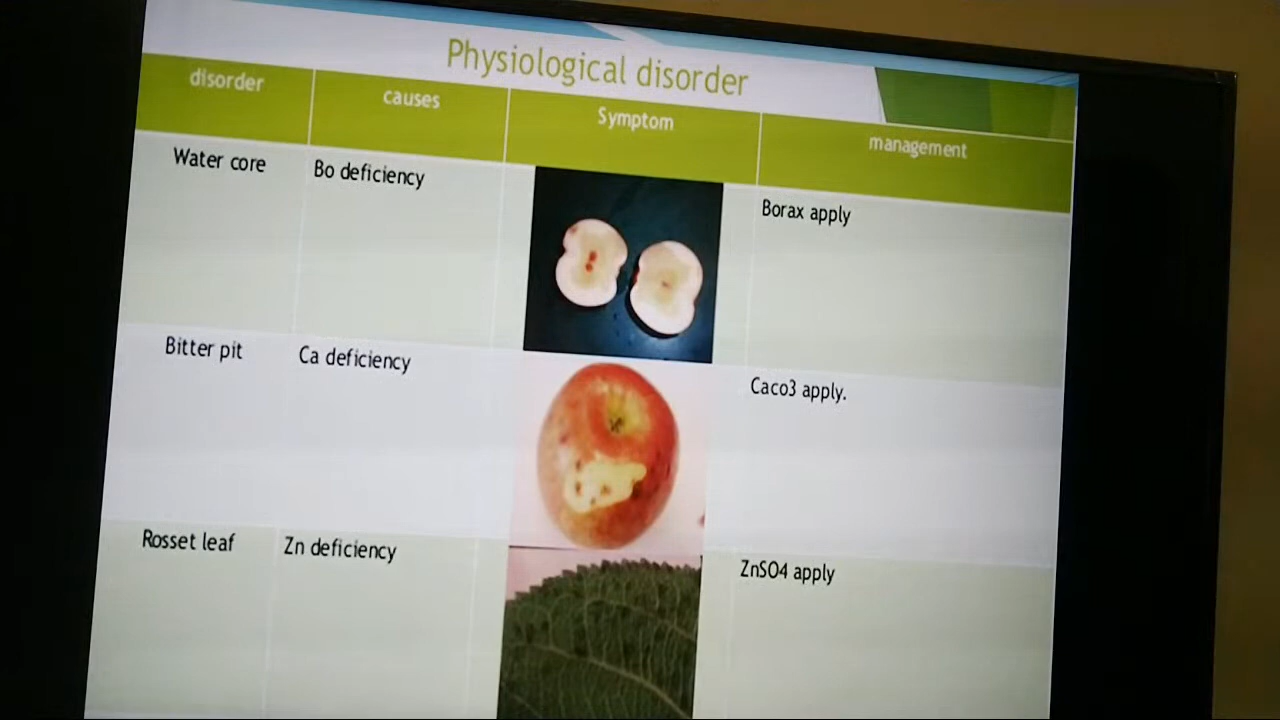 Physiological disorder
disorder causes Symptom management
Water core Bo deficiency Borax apply
Bitter pit Ca deficiency Caco3 apply.
Rosset leaf Zn deficiency ZnSO4 apply